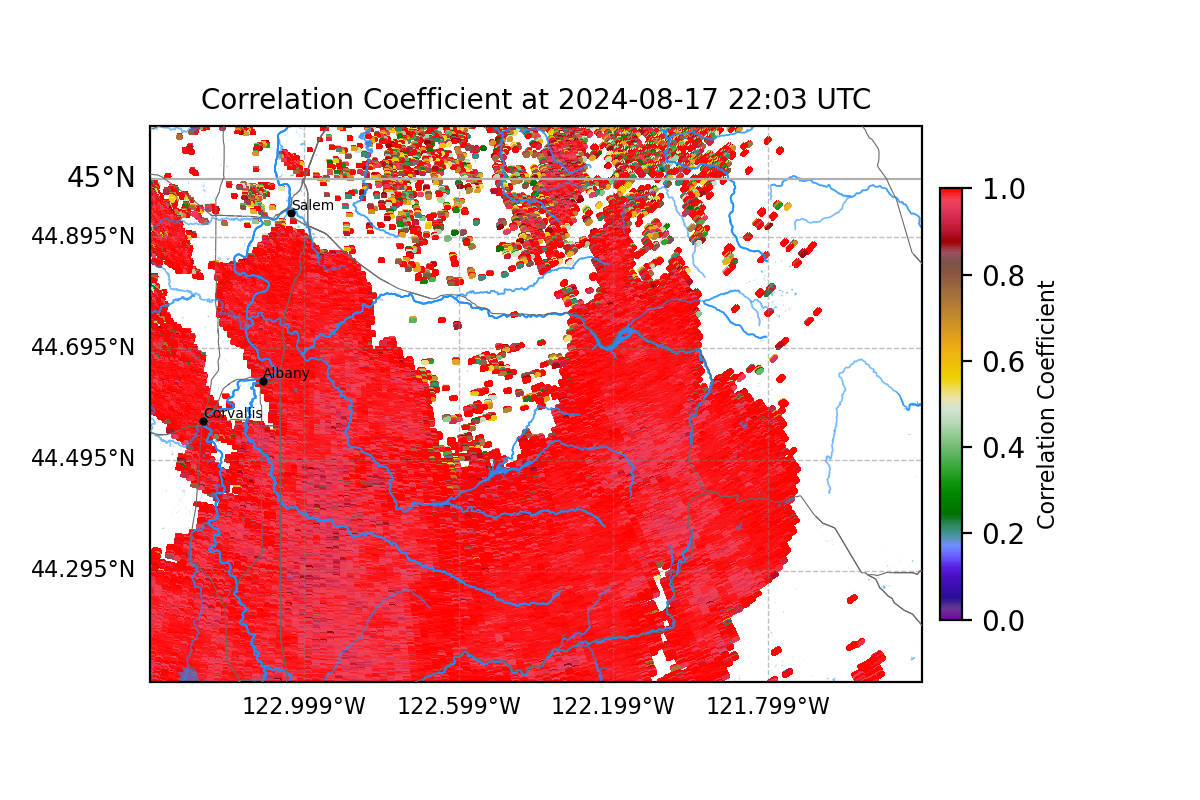 Correlation Coefficient at 2024-08-17 22:03 UTC
45°N
44.895°N
44.695°N
44.495°N
44.295°N
Salem
Albany
Corvallis
122.999°W
122.599°W
122.199°W
121.799°W
1.0
0.8
0.6
0.4
0.2
0.0
Correlation Coefficient